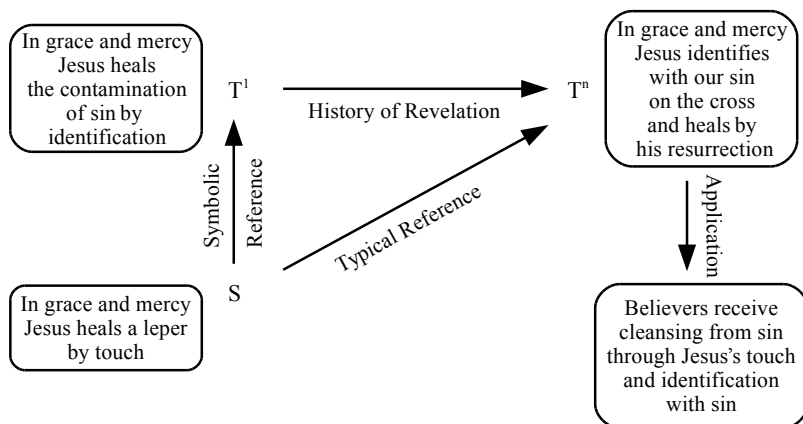 In grace and mercy
Jesus heals
the contamination
of sin by
identification
T¹
History of Revelation
Tⁿ
In grace and mercy
Jesus identifies
with our sin
on the cross
and heals by
his resurrection
Symbolic
Reference
Typical Reference
Application
S
In grace and mercy
Jesus heals a leper
by touch
Believers receive
cleansing from sin
through Jesus's touch
and identification
with sin